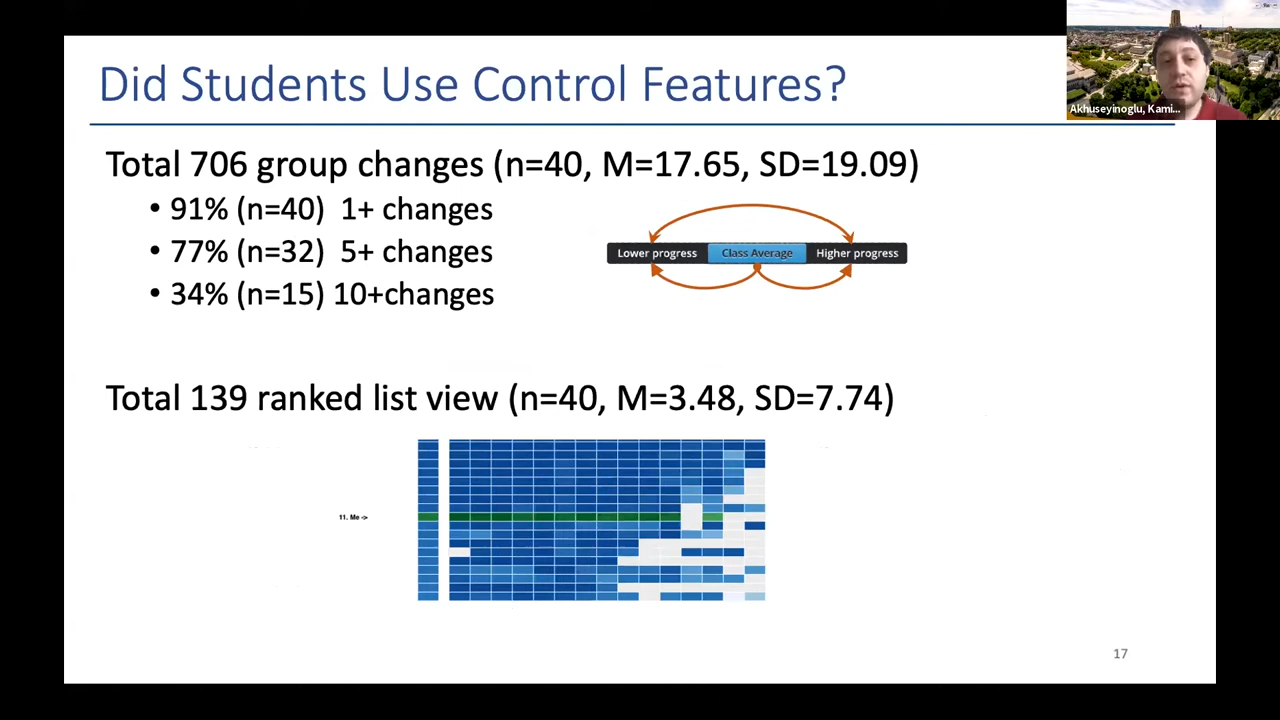 Did Students Use Control Features?
Akhuseyinoglu, Kami...
Total 706 group changes (n=40, M=17.65, SD=19.09)
• 91% (n=40) 1+ changes
• 77% (n=32) 5+ changes
• 34% (n=15) 10+changes
Lower progress Class Average Higher progress
Total 139 ranked list view (n=40, M=3.48, SD=7.74)
11. Me ->
17